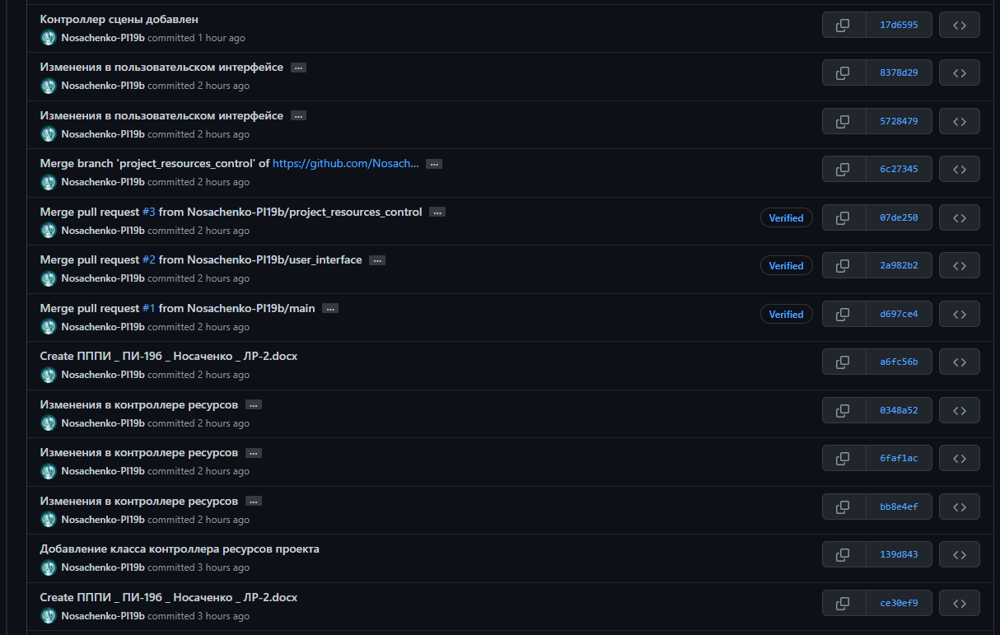 Контроллер сцены добавлен
17d6595
Nosachenko-PI19b committed 1 hour ago
Изменения в пользовательском интерфейсе ...
8378d29
Nosachenko-PI19b committed 2 hours ago
Изменения в пользовательском интерфейсе ...
5728479
Nosachenko-PI19b committed 2 hours ago
Merge branch 'project_resources_control' of https://github.com/Nosach... ...
6c27345
Nosachenko-PI19b committed 2 hours ago
Merge pull request #3 from Nosachenko-PI19b/project_resources_control ...
Verified 07de250
Nosachenko-PI19b committed 2 hours ago
Merge pull request #2 from Nosachenko-PI19b/user_interface ...
Verified 2a982b2
Nosachenko-PI19b committed 2 hours ago
Merge pull request #1 from Nosachenko-PI19b/main ...
Verified d697ce4
Nosachenko-PI19b committed 2 hours ago
Create ПППИ _ ПИ-19б _ Носаченко _ ЛР-2.docx
a6fc56b
Nosachenko-PI19b committed 2 hours ago
Изменения в контроллере ресурсов ...
0348a52
Nosachenko-PI19b committed 2 hours ago
Изменения в контроллере ресурсов ...
6faf1ac
Nosachenko-PI19b committed 2 hours ago
Изменения в контроллере ресурсов ...
bb8e4ef
Nosachenko-PI19b committed 2 hours ago
Добавление класса контроллера ресурсов проекта
139d843
Nosachenko-PI19b committed 3 hours ago
Create ПППИ _ ПИ-19б _ Носаченко _ ЛР-2.docx
ce30ef9
Nosachenko-PI19b committed 3 hours ago